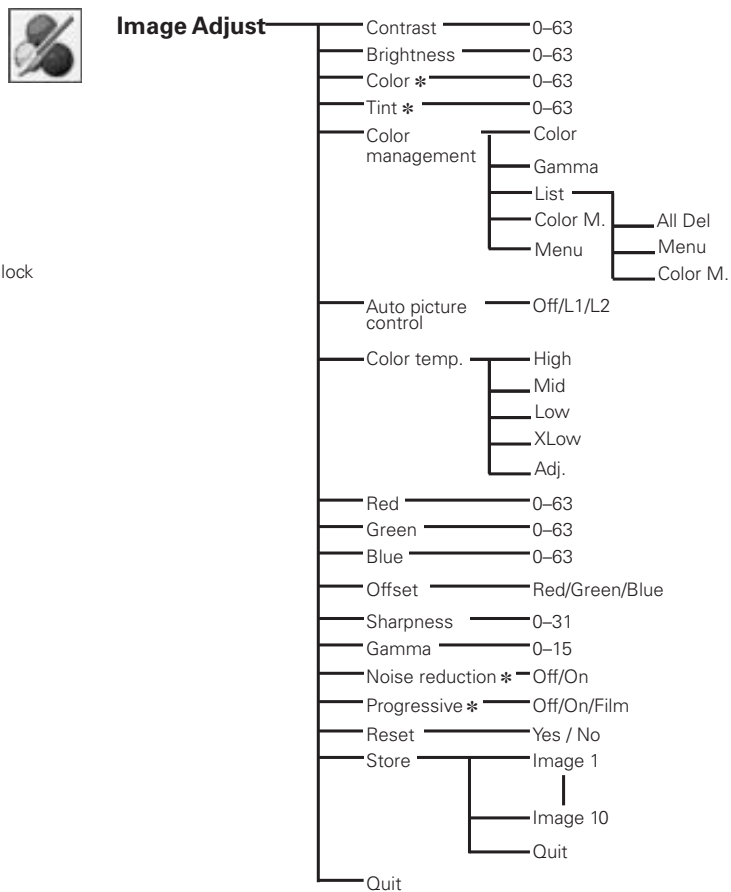 Image Adjust
Contrast 0–63
Brightness 0–63
Color * 0–63
Tint * 0–63
Color management
Color
Gamma
List
All Del
Menu
Color M.
Color M.
Menu
lock
Auto picture control Off/L1/L2
Color temp.
High
Mid
Low
XLow
Adj.
Red 0–63
Green 0–63
Blue 0–63
Offset Red/Green/Blue
Sharpness 0–31
Gamma 0–15
Noise reduction * Off/On
Progressive * Off/On/Film
Reset Yes / No
Store
Image 1
Image 10
Quit
Quit